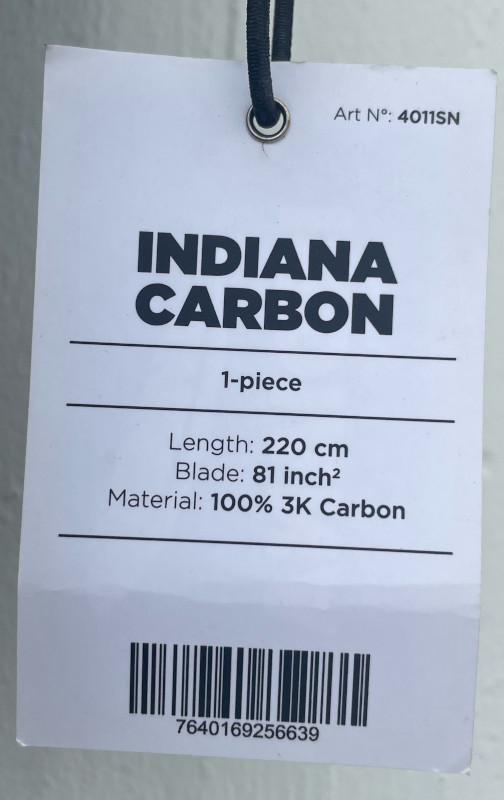 Art N°: 4011SN
INDIANA
CARBON
1-piece
Length: 220 cm
Blade: 81 inch²
Material: 100% 3K Carbon
7640169256639